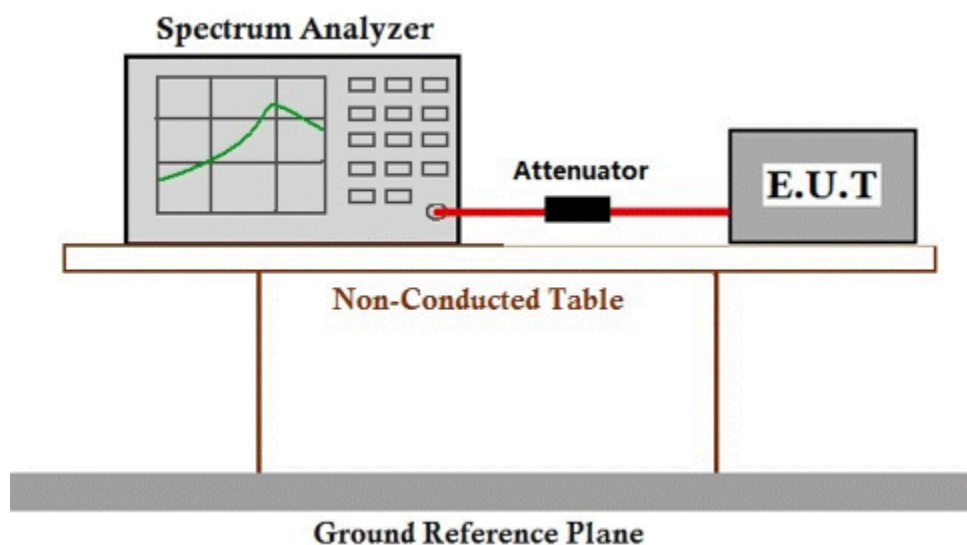 Spectrum Analyzer
Attenuator
E.U.T
Non-Conducted Table
Ground Reference Plane